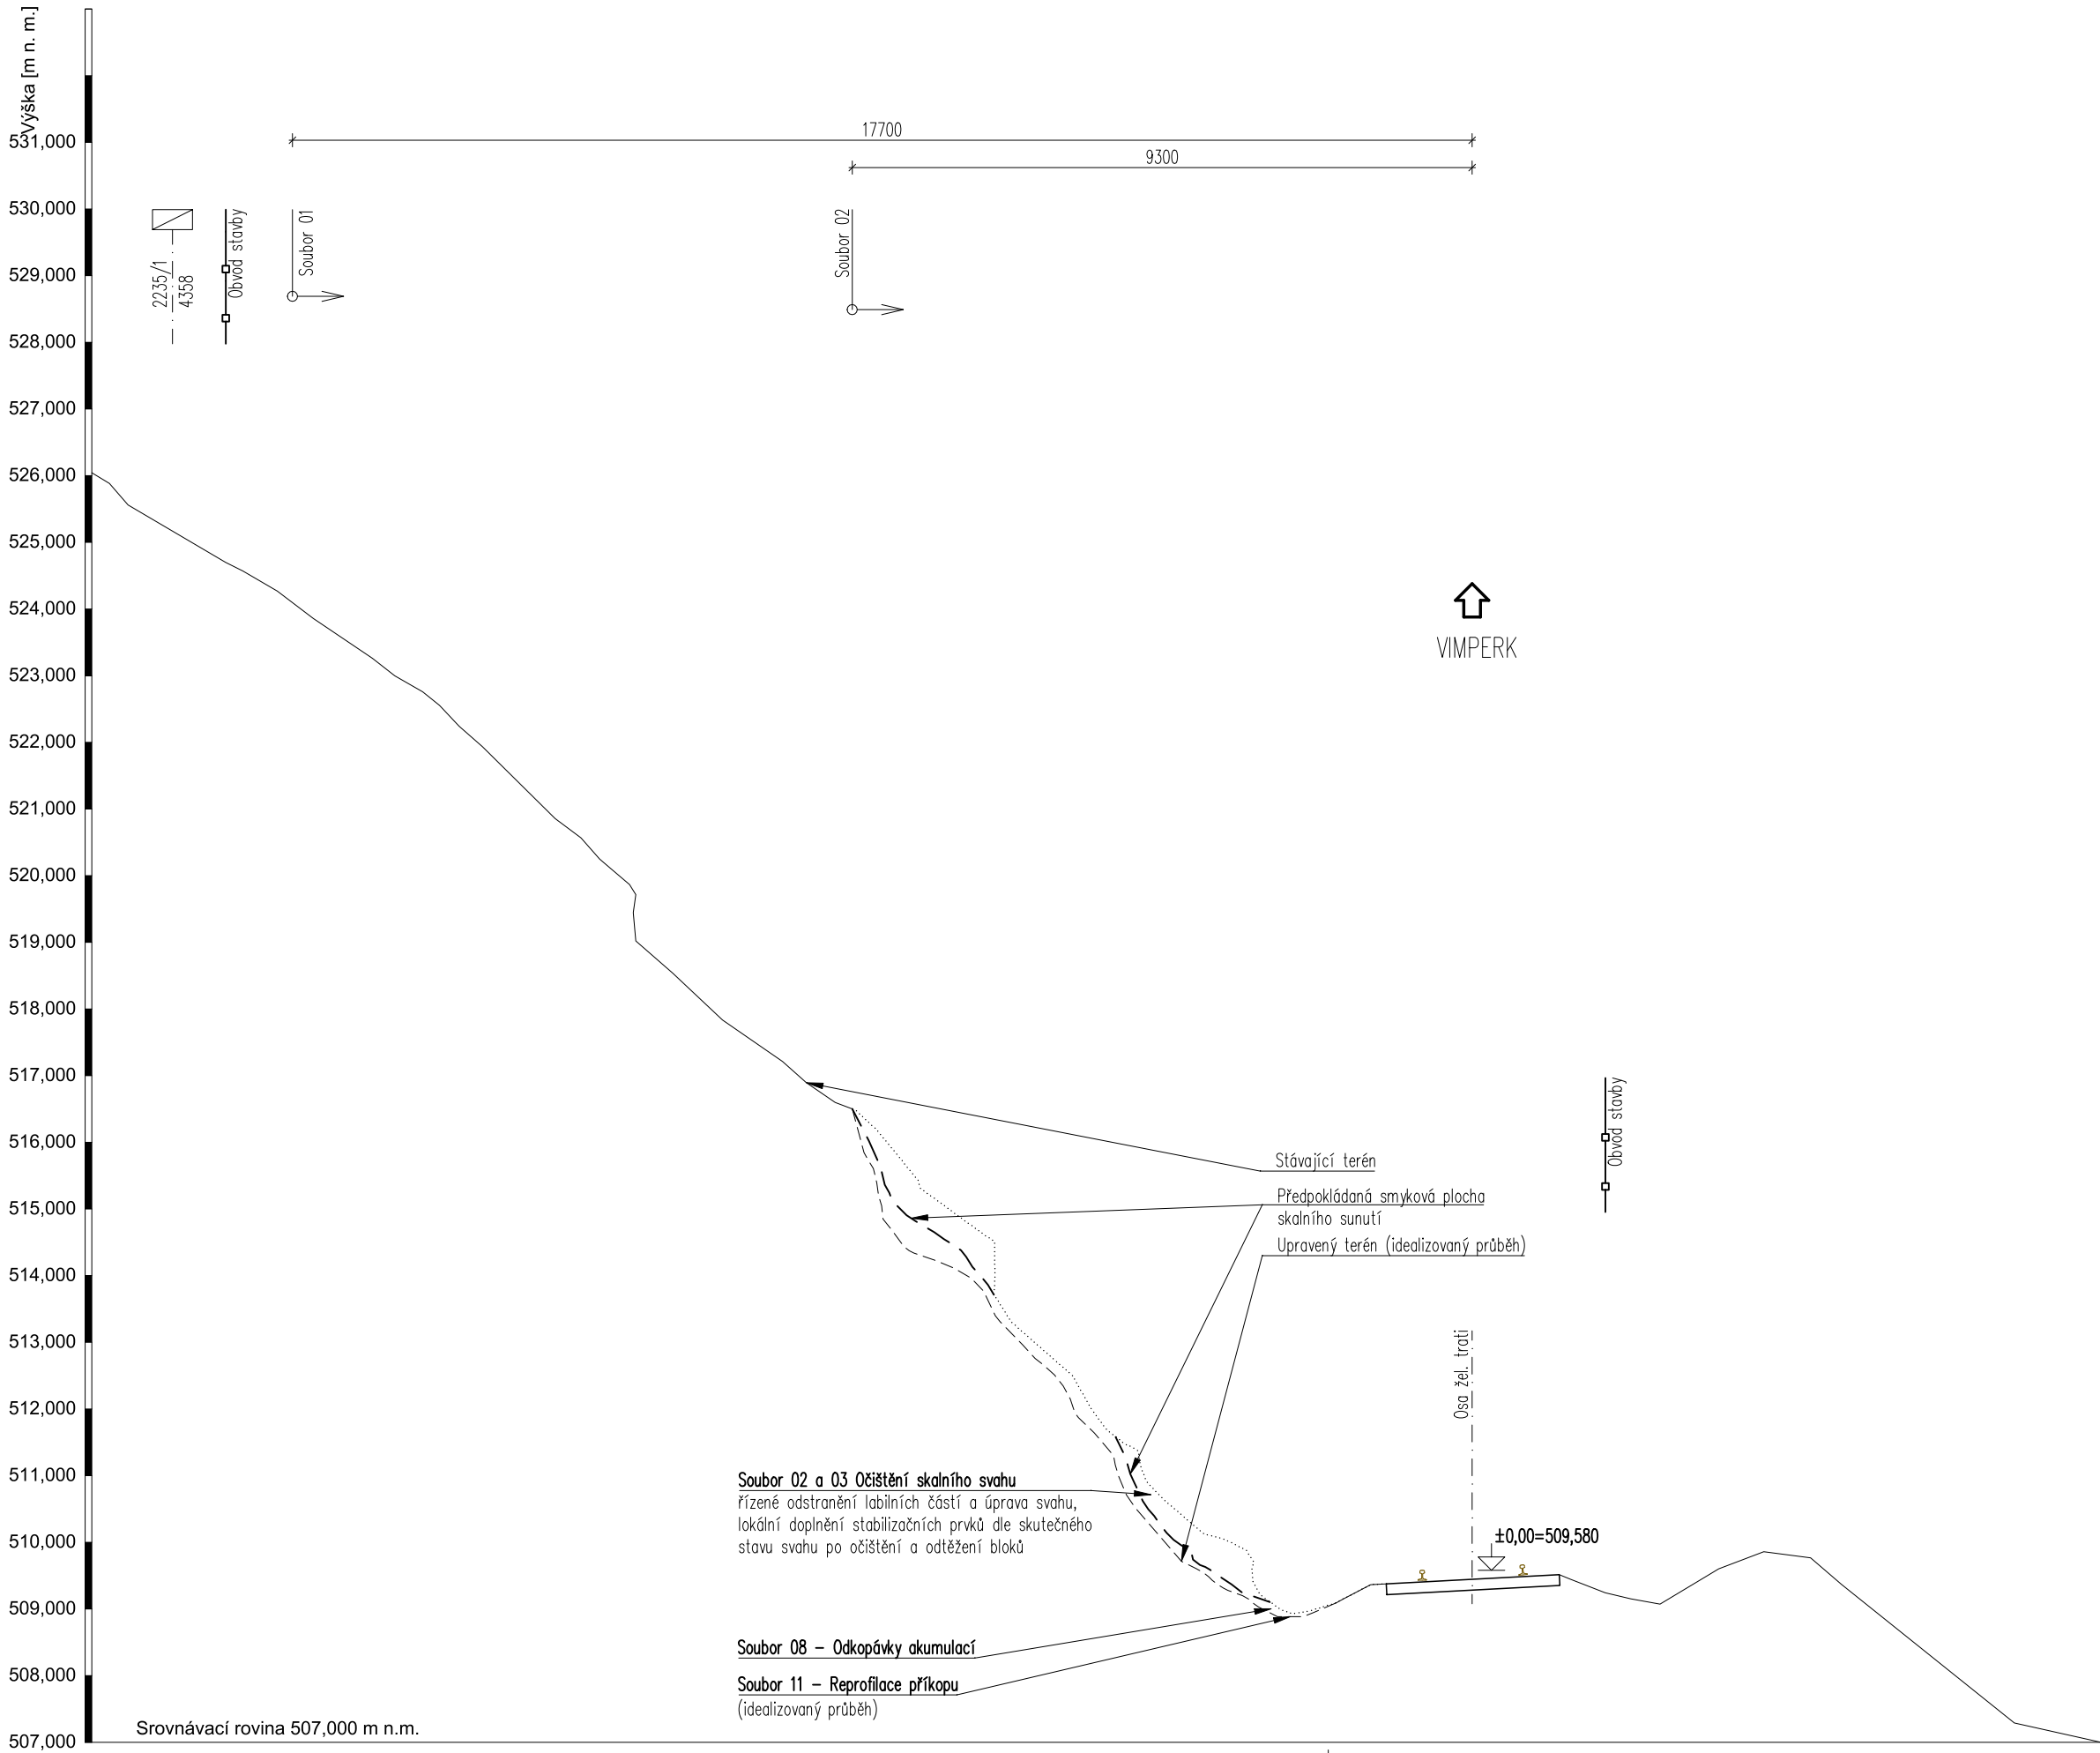 Výška [m n. m.]
531,000
530,000
529,000
528,000
527,000
526,000
525,000
524,000
523,000
522,000
521,000
520,000
519,000
518,000
517,000
516,000
515,000
514,000
513,000
512,000
511,000
510,000
509,000
508,000
507,000
17700
9300
2235/1
4358
Obvod stavby
Soubor 01
Soubor 02
VIMPERK
Obvod stavby
Stávající terén
Předpokládaná smyková plocha
skalního sunutí
Upravený terén (idealizovaný průběh)
Osa žel. trati
±0,00=509,580
Soubor 02 a 03 Očištění skalního svahu
řízené odstranění labilních částí a úprava svahu,
lokální doplnění stabilizačních prvků dle skutečného
stavu svahu po očištění a odtěžení bloků
Soubor 08 – Odkopávky akumulací
Soubor 11 – Reprofilace příkopu
(idealizovaný průběh)
Srovnávací rovina 507,000 m n.m.